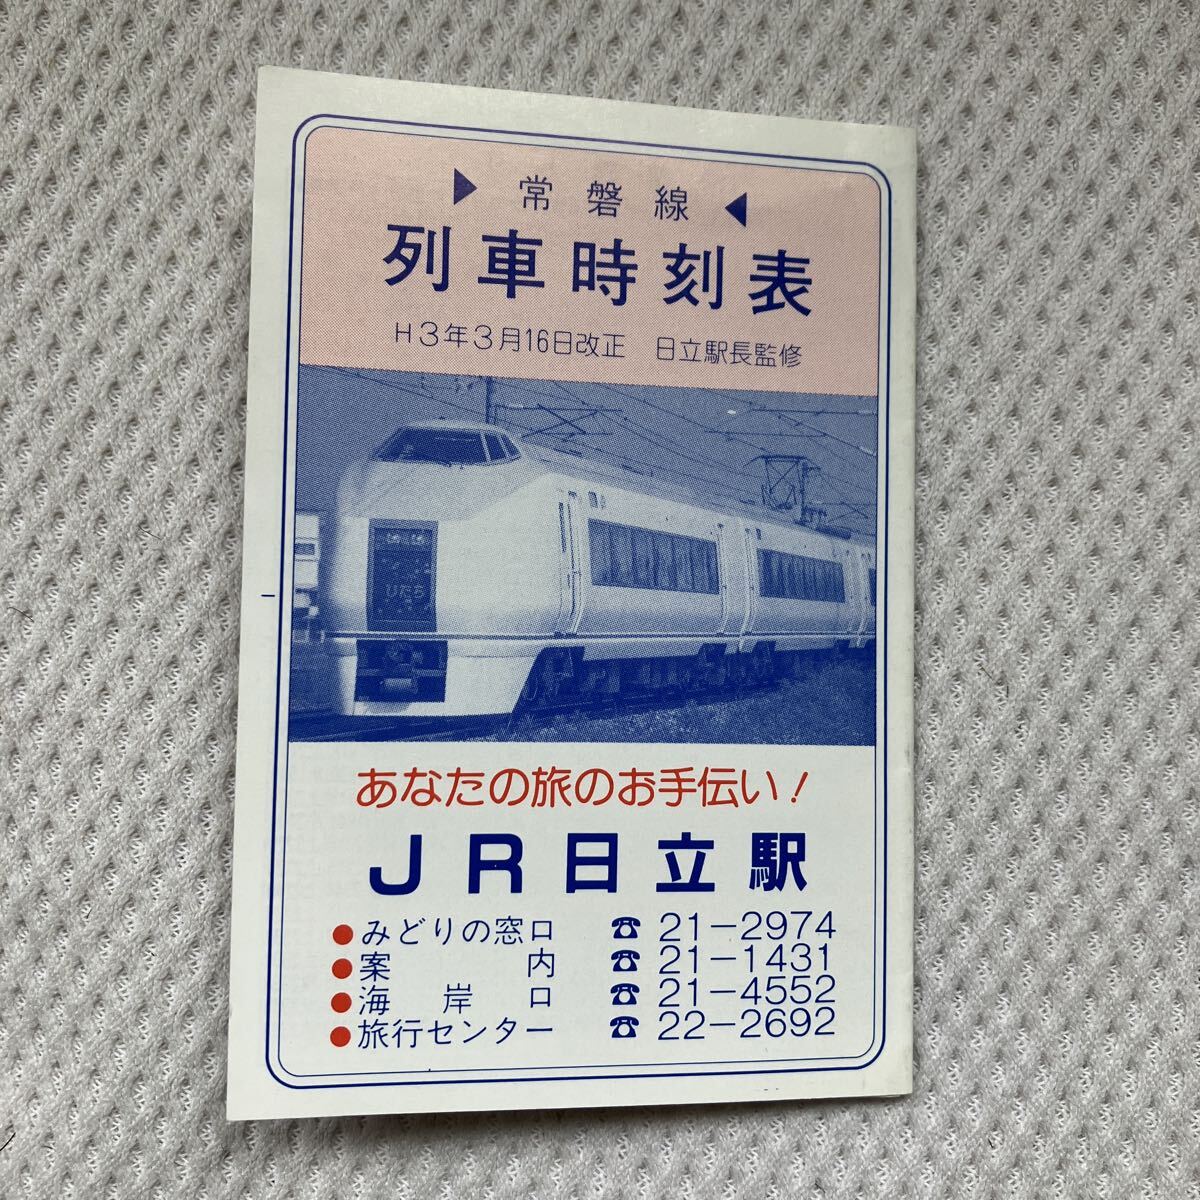 ▶ 常磐線 ◀
列車時刻表
H3年3月16日改正 日立駅長監修
ひたち
あなたの旅のお手伝い！
JR日立駅
●みどりの窓口 ☎ 21-2974
●案内 ☎ 21-1431
●海岸口 ☎ 21-4552
●旅行センター ☎ 22-2692